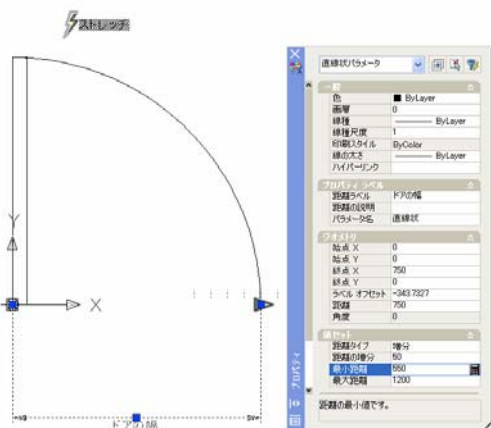 ストレッチ
Y
X
ドアの幅
直線状パラメータ
一般
色 ByLayer
画層 0
線種 ByLayer
線種尺度 1
印刷スタイル ByColor
線の太さ ByLayer
ハイパーリンク
プロパティ ラベル
距離ラベル ドアの幅
距離の説明
パラメータ名 直線状
ジオメトリ
始点 X 0
始点 Y 0
終点 X 750
終点 Y 0
ラベル オフセット -343.7327
距離 750
角度 0
値セット
距離タイプ 増分
距離の増分 50
最小距離 550
最大距離 1200
プロパティ
距離の最小値です。